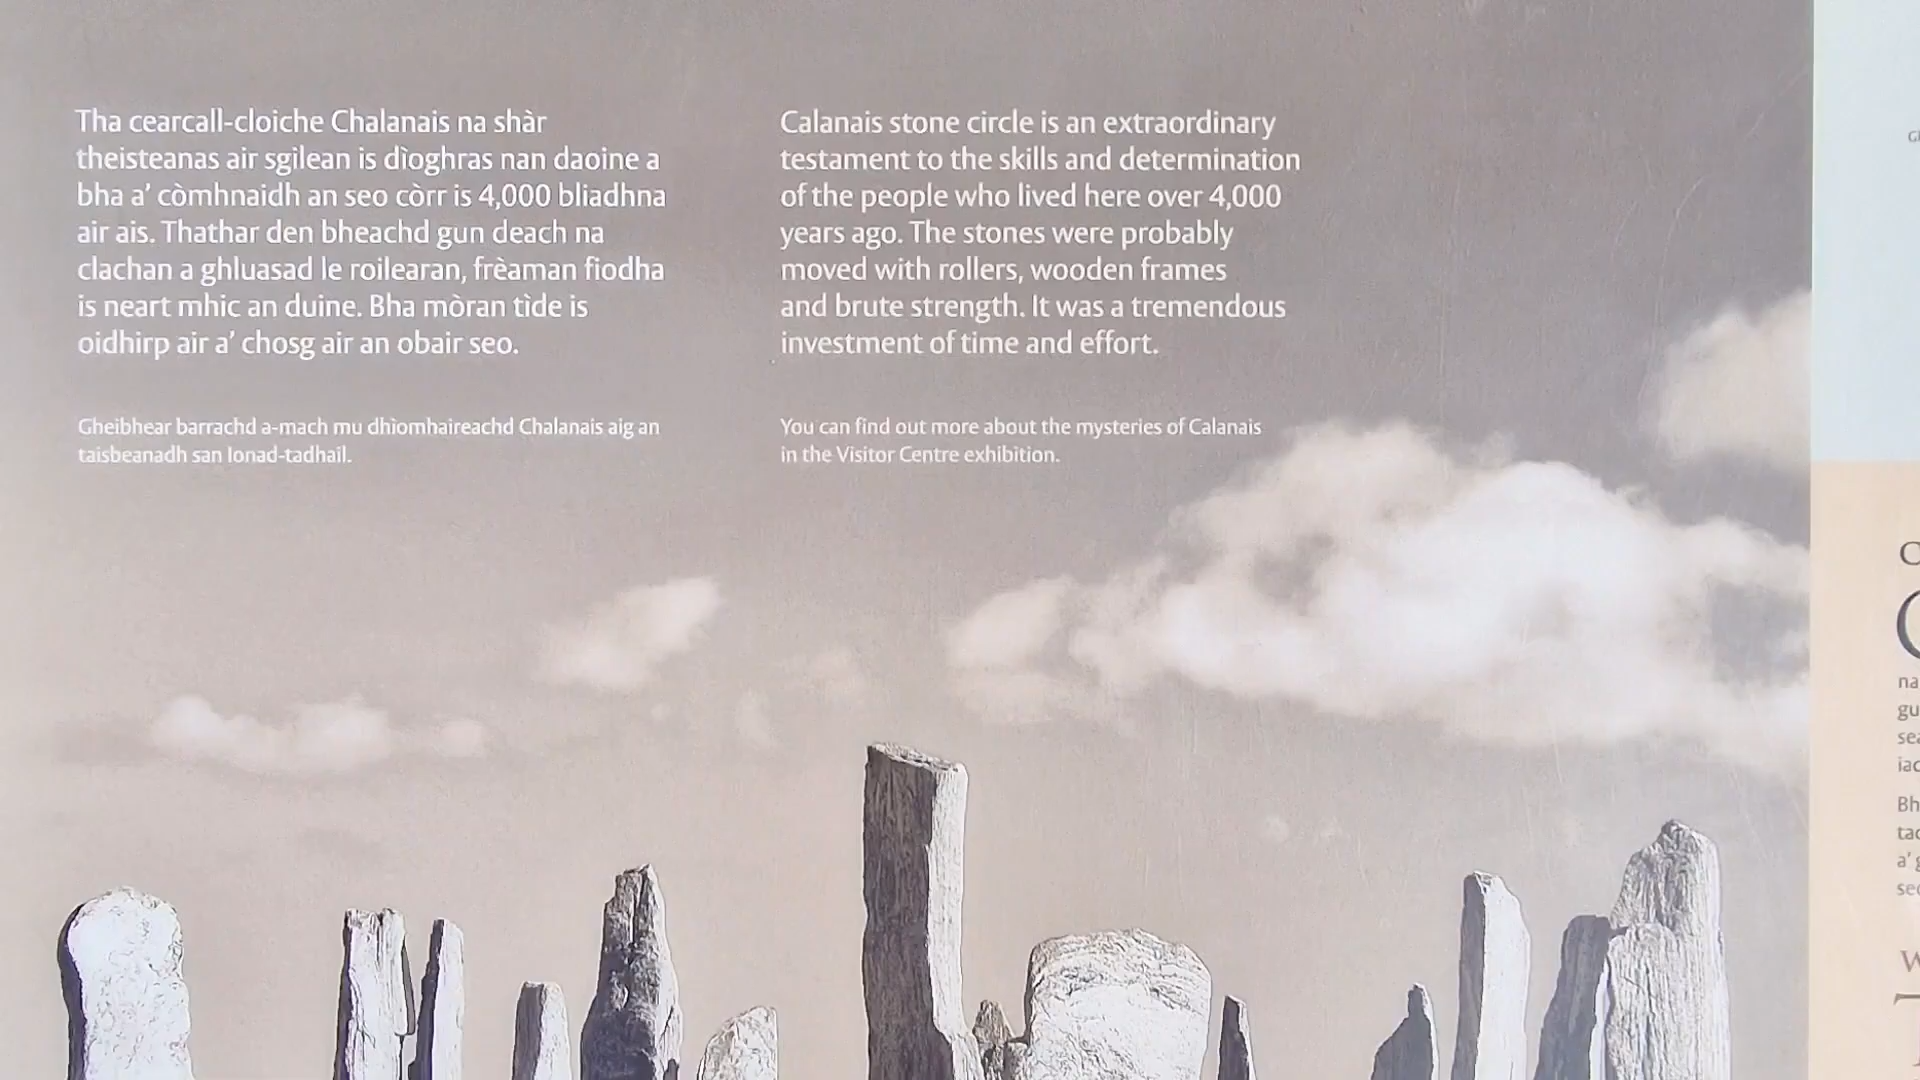 Tha cearcall-cloiche Chalanais na shàr
theisteanas air sgilean is dìoghras nan daoine a
bha a’ còmhnaidh an seo còrr is 4,000 bliadhna
air ais. Thathar den bheachd gun deach na
clachan a ghluasad le roilearan, frèaman fiodha
is neart mhic an duine. Bha mòran tìde is
oidhirp air a’ chosg air an obair seo.
Gheibhear barrachd a-mach mu dhìomhaireachd Chalanais aig an
taisbeanadh san Ionad-tadhail.
Calanais stone circle is an extraordinary
testament to the skills and determination
of the people who lived here over 4,000
years ago. The stones were probably
moved with rollers, wooden frames
and brute strength. It was a tremendous
investment of time and effort.
You can find out more about the mysteries of Calanais
in the Visitor Centre exhibition.